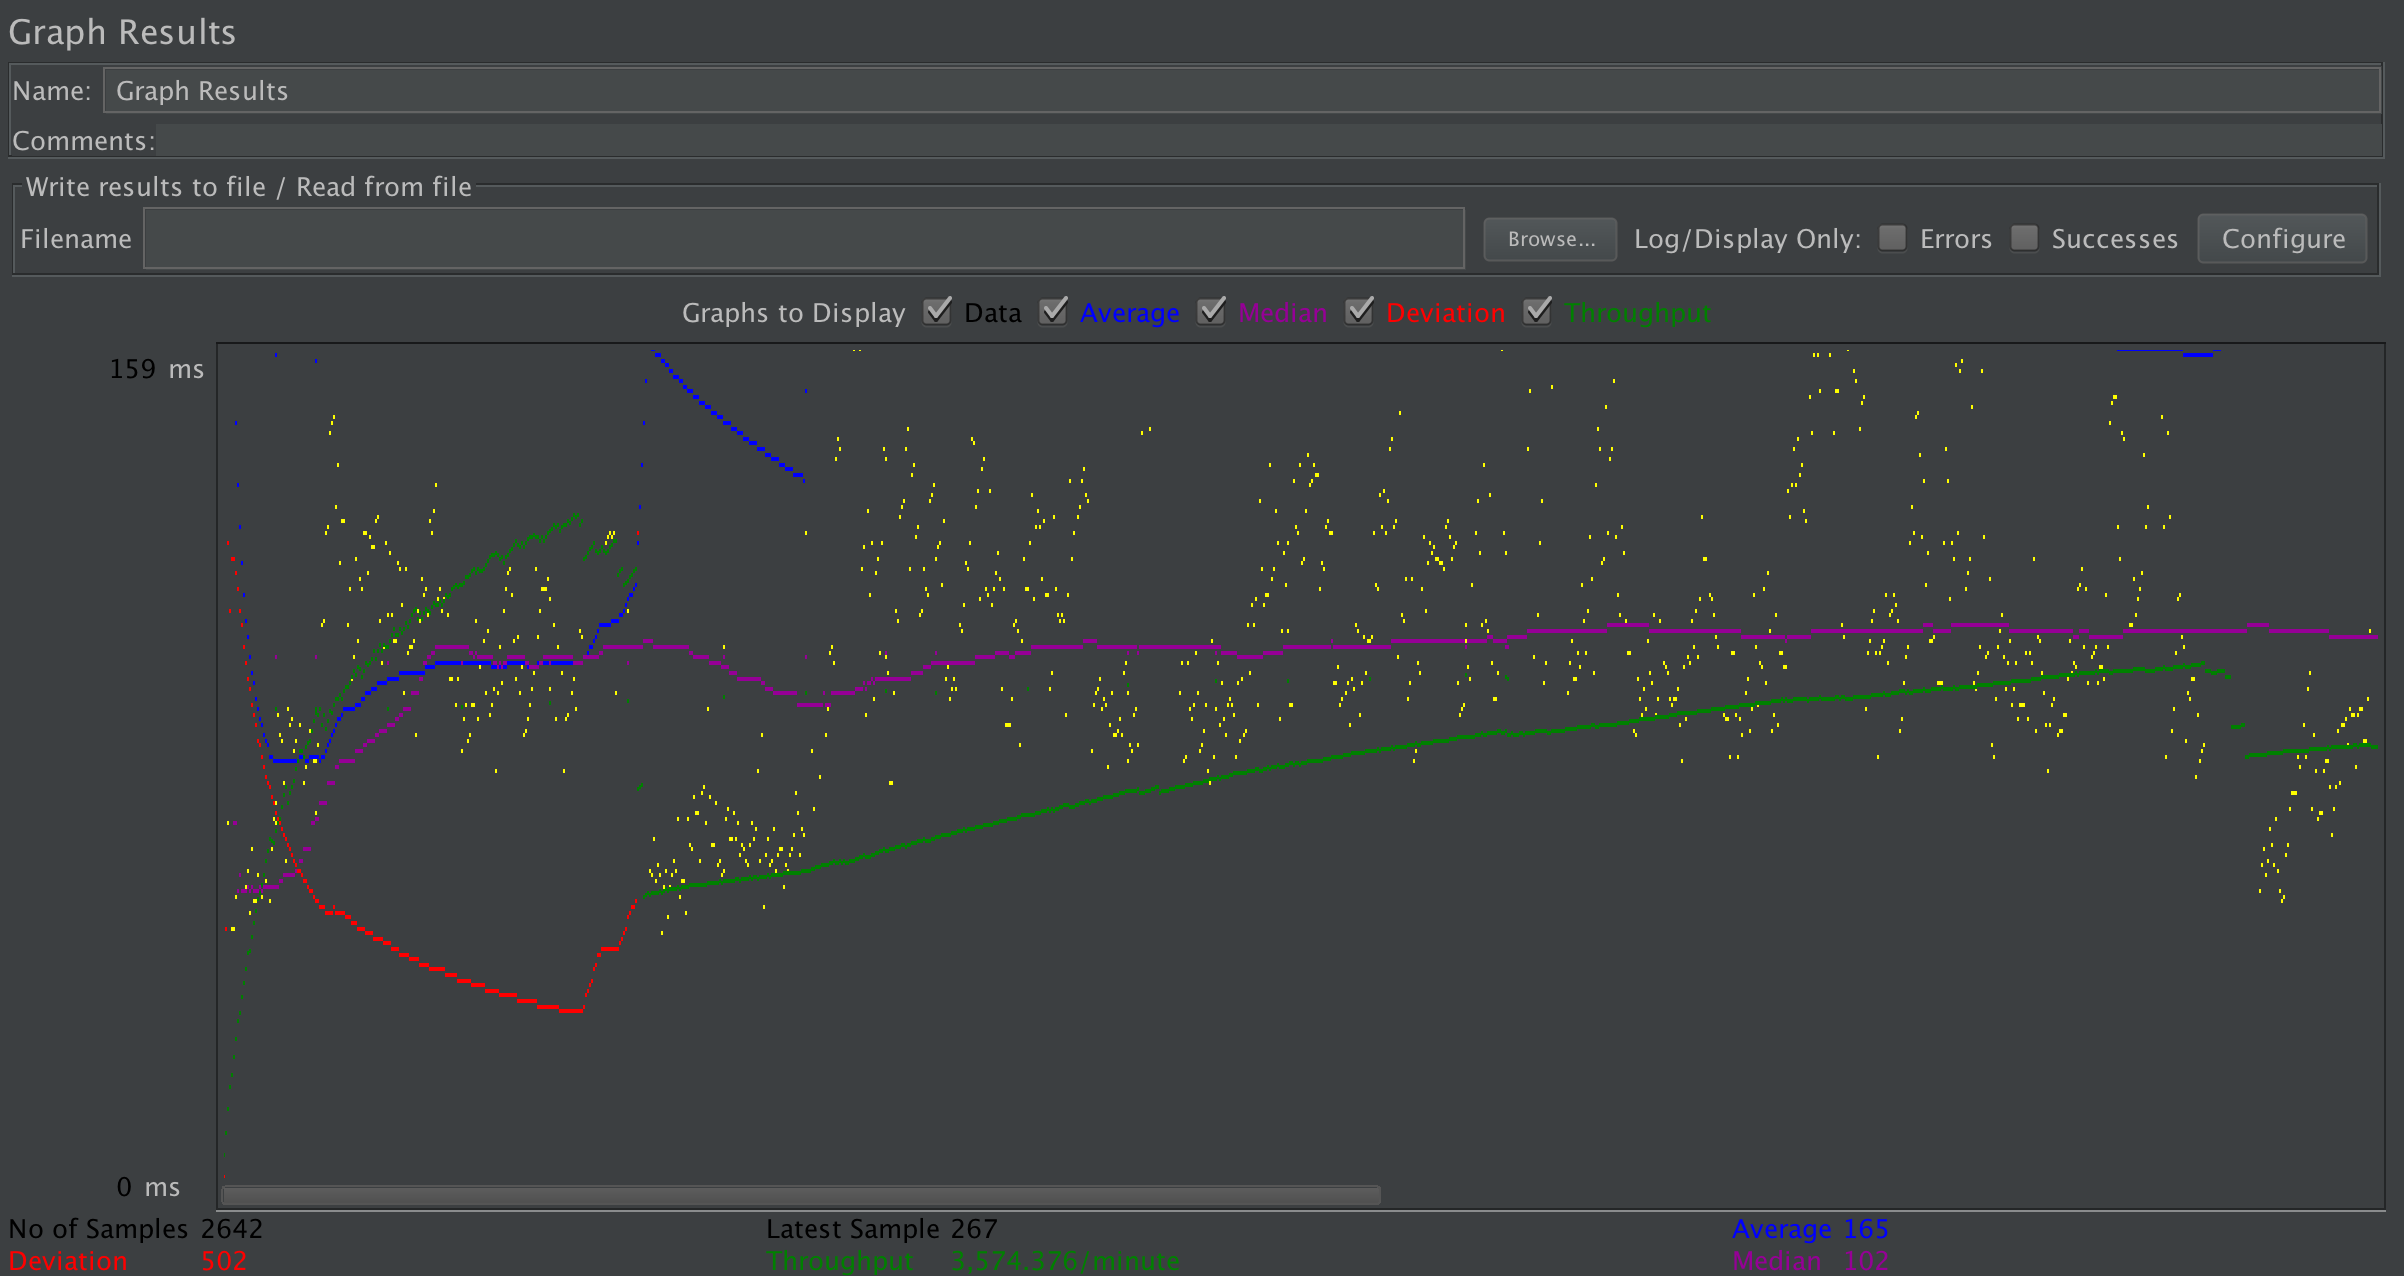 Graph Results
Name: Graph Results
Comments:
Write results to file / Read from file
Filename Browse... Log/Display Only: Errors Successes Configure
Graphs to Display Data Average Median Deviation Throughput
159 ms
0 ms
No of Samples 2642 Latest Sample 267 Average 165
Deviation 502 Throughput 3,574.376/minute Median 102